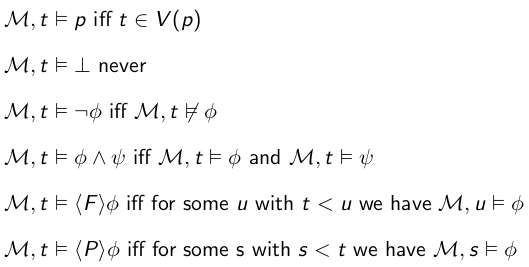 ℳ, t ⊨ p iff t ∈ V(p)
ℳ, t ⊨ ⊥ never
ℳ, t ⊨ ¬ϕ iff ℳ, t ⊭ ϕ
ℳ, t ⊨ ϕ ∧ ψ iff ℳ, t ⊨ ϕ and ℳ, t ⊨ ψ
ℳ, t ⊨ ⟨F⟩ϕ iff for some u with t < u we have ℳ, u ⊨ ϕ
ℳ, t ⊨ ⟨P⟩ϕ iff for some s with s < t we have ℳ, s ⊨ ϕ